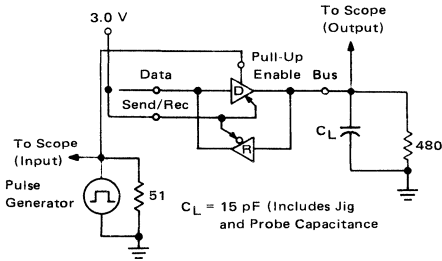 To Scope
(Output)
3.0 V
Pull-Up
Enable
Data
D
Bus
Send/Rec
R
To Scope
(Input)
Pulse
Generator
51
CL
480
CL = 15 pF (Includes Jig
and Probe Capacitance